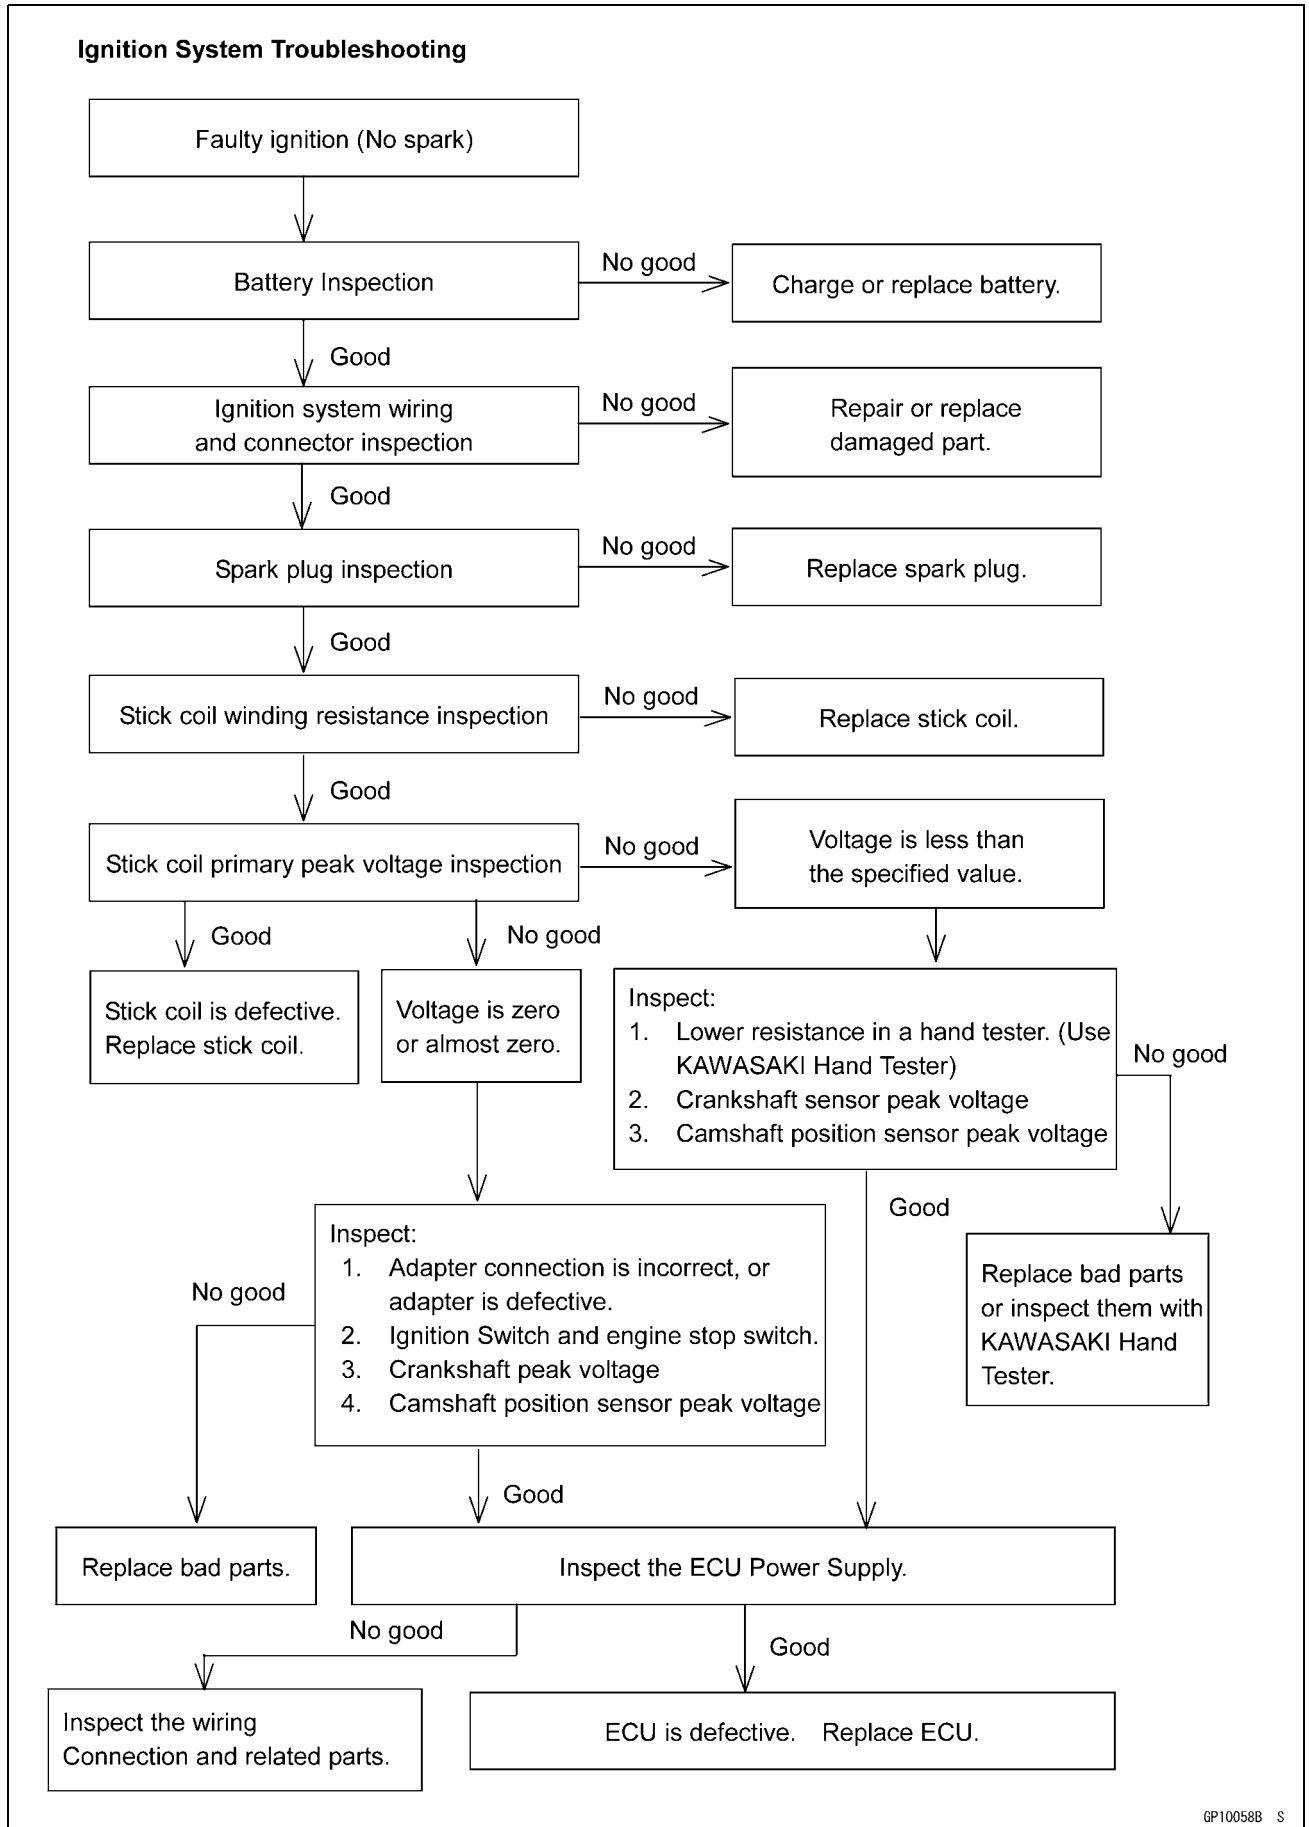 Ignition System Troubleshooting
Faulty ignition (No spark)
Battery Inspection
No good
Charge or replace battery.
Good
Ignition system wiring
and connector inspection
No good
Repair or replace
damaged part.
Good
Spark plug inspection
No good
Replace spark plug.
Good
Stick coil winding resistance inspection
No good
Replace stick coil.
Good
Stick coil primary peak voltage inspection
No good
Voltage is less than
the specified value.
Good
No good
Stick coil is defective.
Replace stick coil.
Voltage is zero
or almost zero.
Inspect:
1. Lower resistance in a hand tester. (Use
KAWASAKI Hand Tester)
2. Crankshaft sensor peak voltage
3. Camshaft position sensor peak voltage
No good
Good
Replace bad parts
or inspect them with
KAWASAKI Hand
Tester.
Inspect:
1. Adapter connection is incorrect, or
adapter is defective.
2. Ignition Switch and engine stop switch.
3. Crankshaft peak voltage
4. Camshaft position sensor peak voltage
No good
Good
Replace bad parts.
Inspect the ECU Power Supply.
No good
Good
Inspect the wiring
Connection and related parts.
ECU is defective. Replace ECU.
GP10058B S